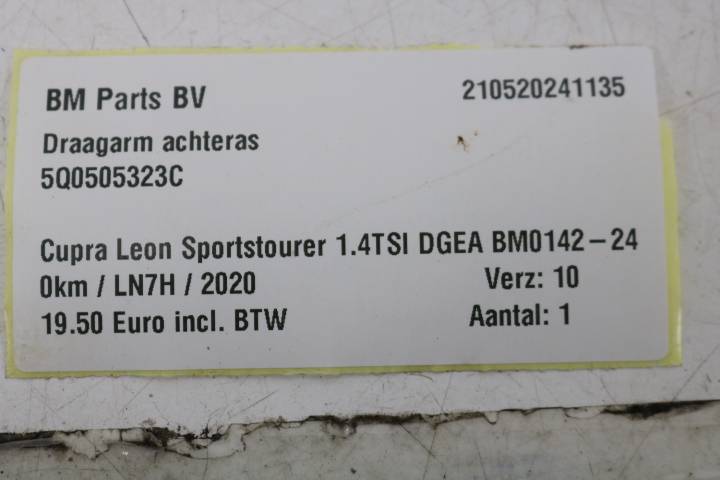 BM Parts BV 210520241135
Draagarm achteras
5Q0505323C
Cupra Leon Sportstourer 1.4TSI DGEA BM0142-24
0km / LN7H / 2020 Verz: 10
19.50 Euro incl. BTW Aantal: 1